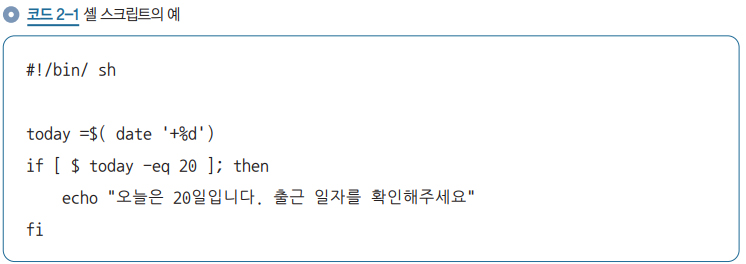 코드 2-1 셸 스크립트의 예
#!/bin/ sh
today =$( date '+%d')
if [ $ today -eq 20 ]; then
echo "오늘은 20일입니다. 출근 일자를 확인해주세요"
fi